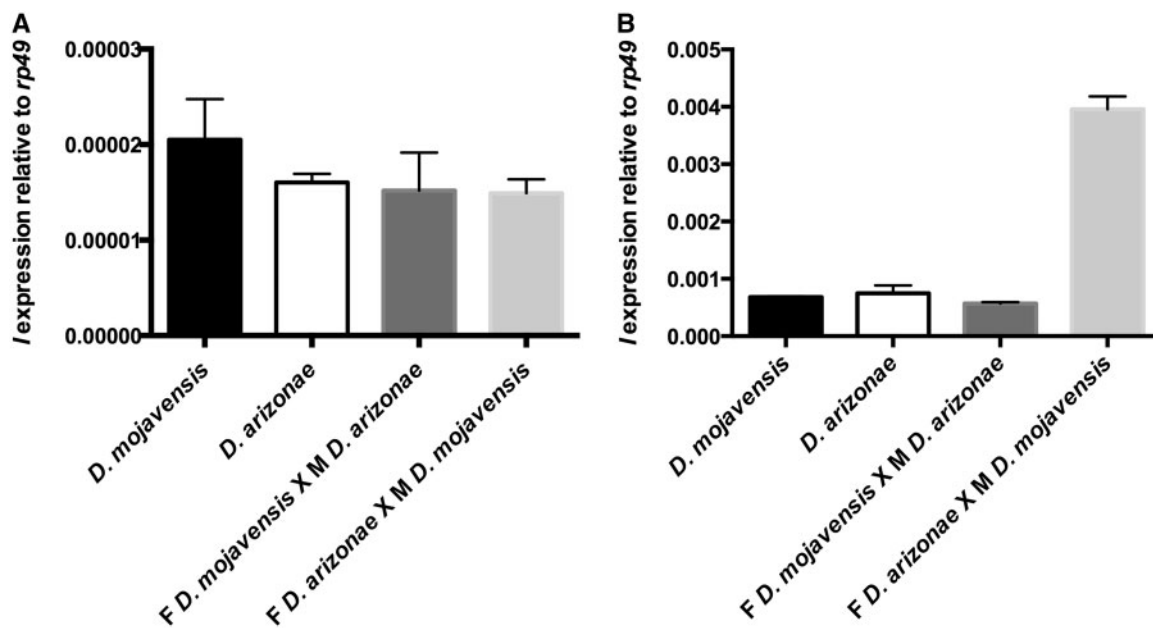 A
I expression relative to rp49
0.00003
0.00002
0.00001
0.00000
D. mojavensis
D. arizonae
F D. mojavensis X M D. arizonae
F D. arizonae X M D. mojavensis
B
I expression relative to rp49
0.005
0.004
0.003
0.002
0.001
0.000
D. mojavensis
D. arizonae
F D. mojavensis X M D. arizonae
F D. arizonae X M D. mojavensis